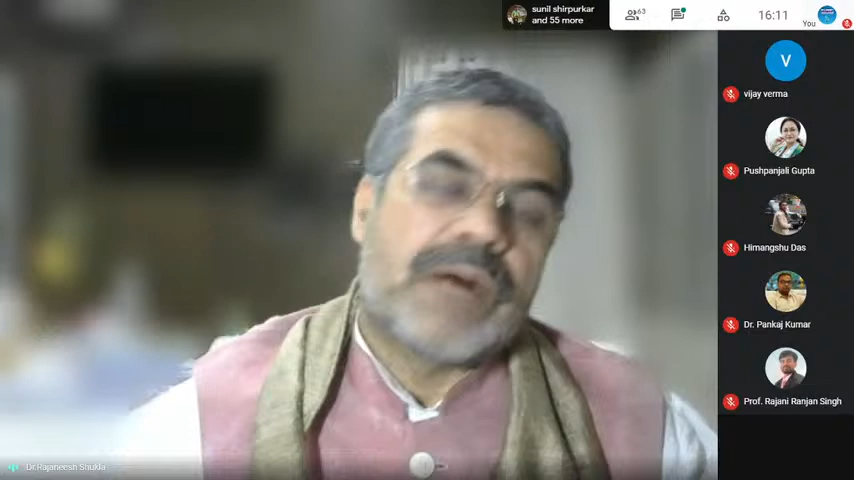 sunil shirpurkar
and 55 more
63
16:11
You
V
vijay verma
Pushpanjali Gupta
Himangshu Das
Dr. Pankaj Kumar
Prof. Rajani Ranjan Singh
Dr.Rajaneesh Shukla